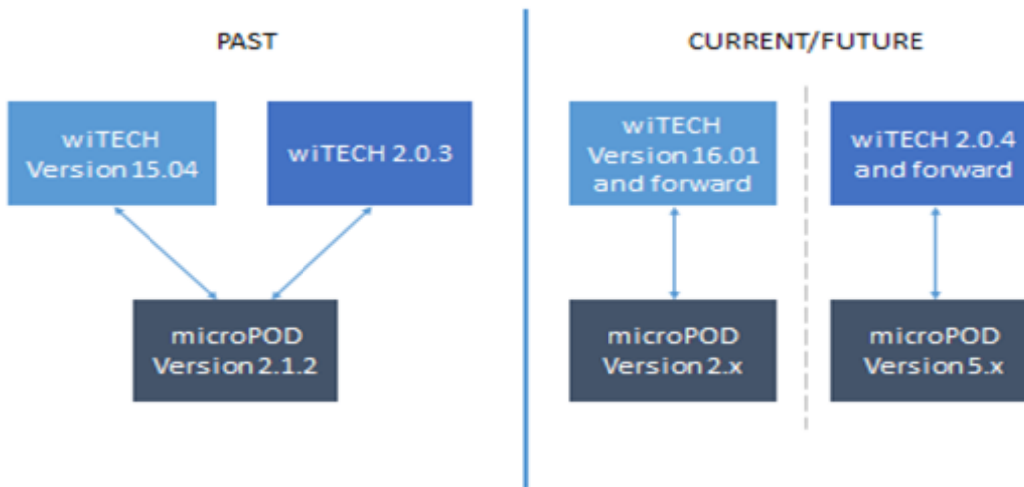 PAST
CURRENT/FUTURE
wiTECH
Version 15.04
wiTECH 2.0.3
wiTECH
Version 16.01
and forward
wiTECH 2.0.4
and forward
microPOD
Version 2.1.2
microPOD
Version 2.x
microPOD
Version 5.x